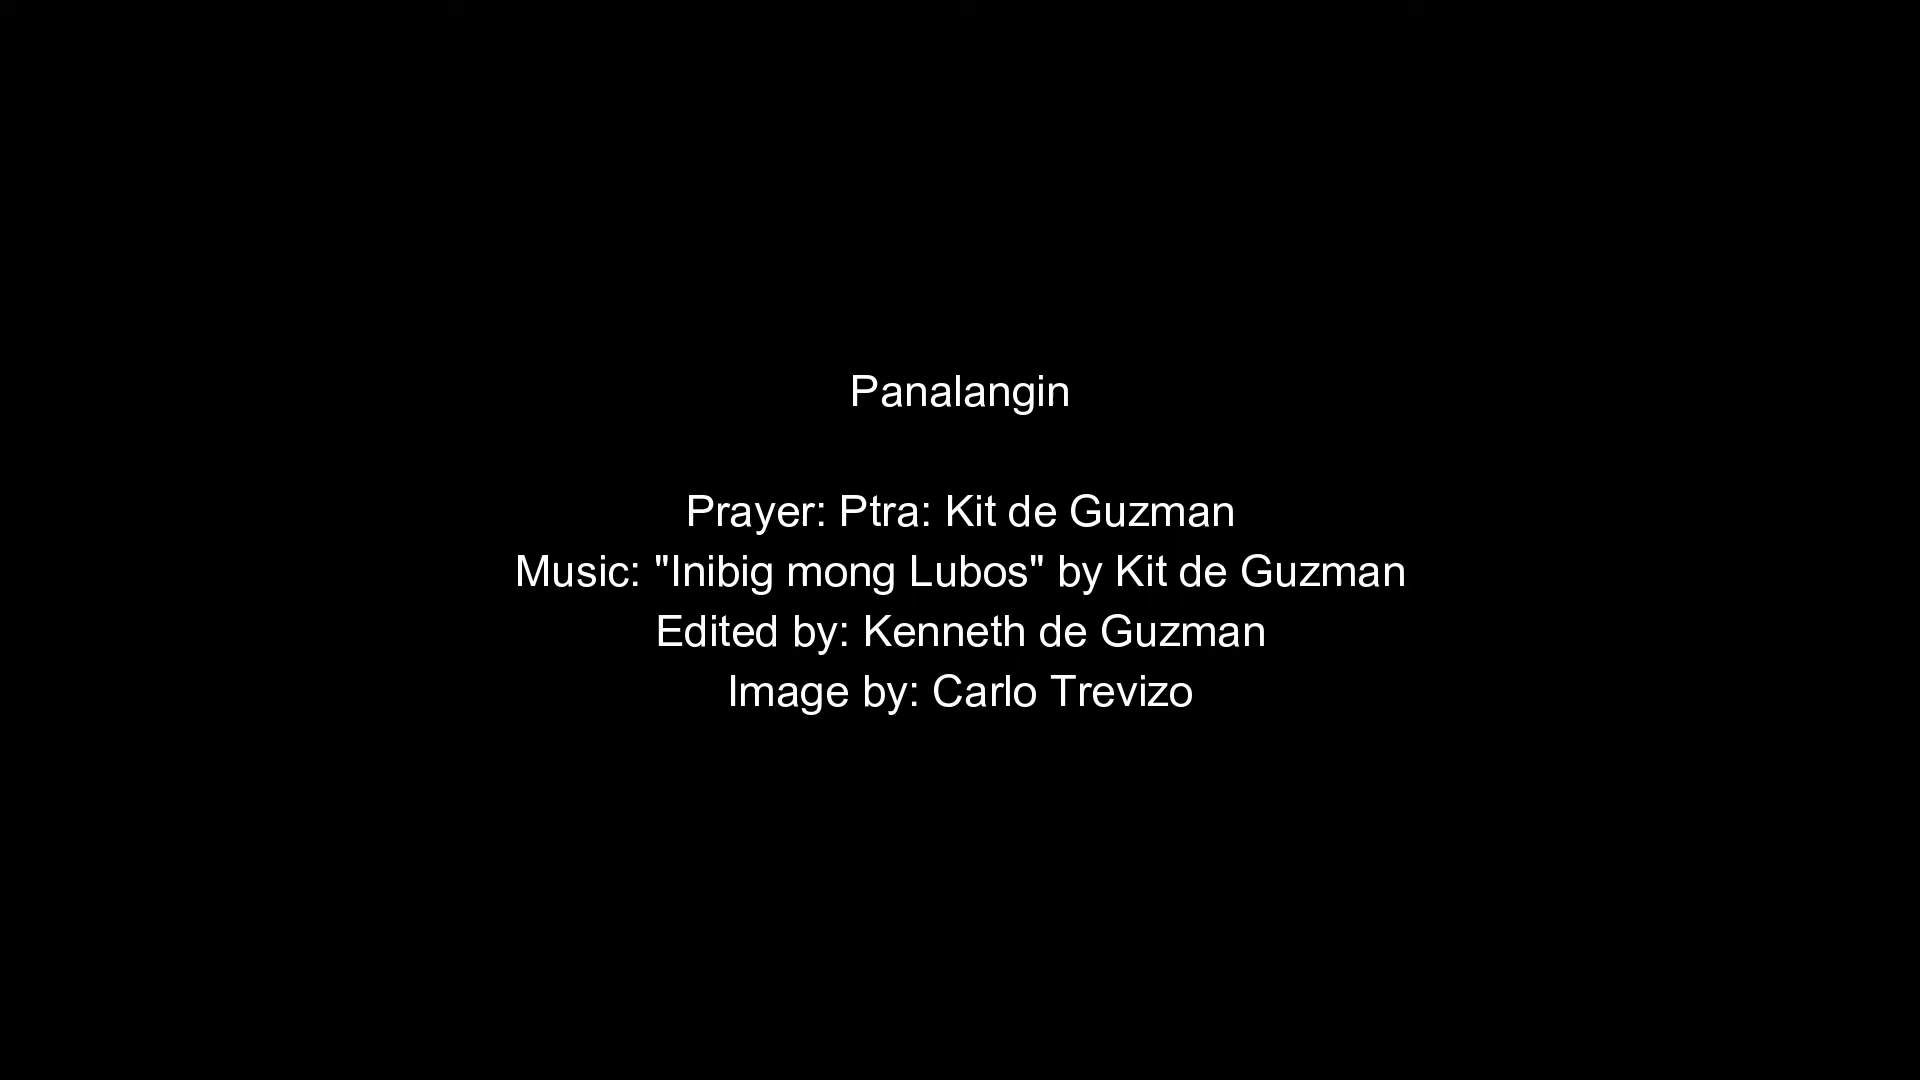 Panalangin
Prayer: Ptra: Kit de Guzman
Music: "Inibig mong Lubos" by Kit de Guzman
Edited by: Kenneth de Guzman
Image by: Carlo Trevizo